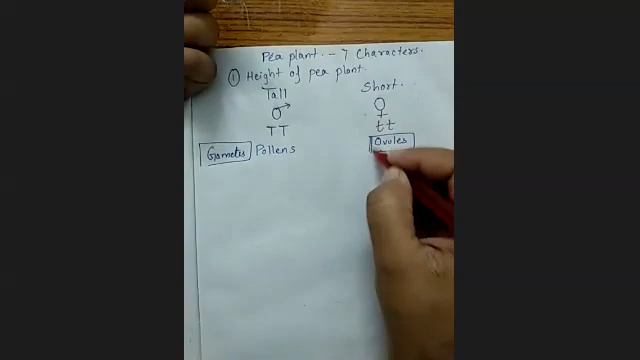 Pea plant. - 7 Characters.
① Height of pea plant.
Tall Short.
♂ ♀
TT tt
Gametes Pollens Ovules